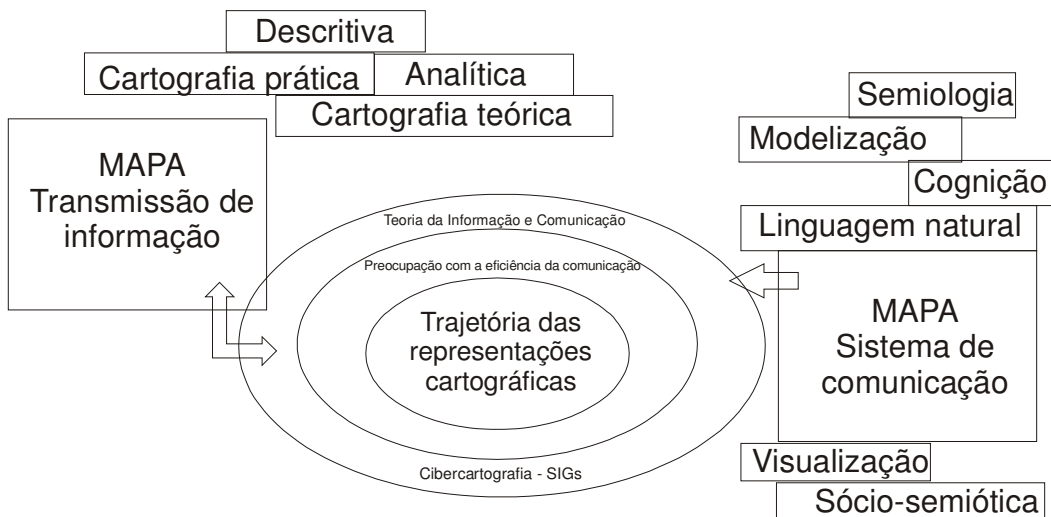 Descritiva
Cartografia prática
Analítica
Cartografia teórica
MAPA
Transmissão de
informação
Teoria da Informação e Comunicação
Preocupação com a eficiência da comunicação
Trajetória das
representações
cartográficas
Cibercartografia - SIGs
Semiologia
Modelização
Cognição
Linguagem natural
MAPA
Sistema de
comunicação
Visualização
Sócio-semiótica